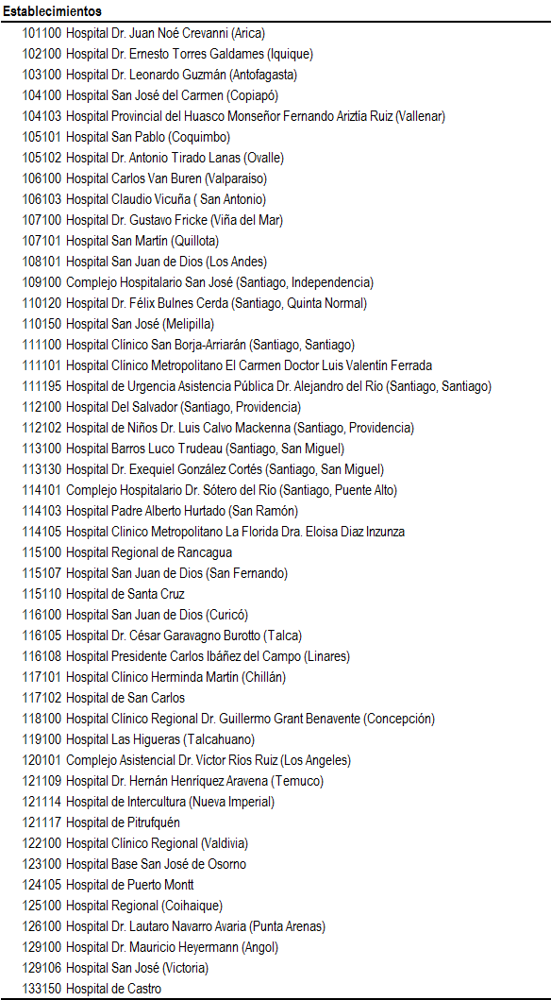 Establecimientos
101100 Hospital Dr. Juan Noé Crevanni (Arica)
102100 Hospital Dr. Ernesto Torres Galdames (Iquique)
103100 Hospital Dr. Leonardo Guzmán (Antofagasta)
104100 Hospital San José del Carmen (Copiapó)
104103 Hospital Provincial del Huasco Monseñor Fernando Ariztía Ruiz (Vallenar)
105101 Hospital San Pablo (Coquimbo)
105102 Hospital Dr. Antonio Tirado Lanas (Ovalle)
106100 Hospital Carlos Van Buren (Valparaíso)
106103 Hospital Claudio Vicuña ( San Antonio)
107100 Hospital Dr. Gustavo Fricke (Viña del Mar)
107101 Hospital San Martín (Quillota)
108101 Hospital San Juan de Dios (Los Andes)
109100 Complejo Hospitalario San José (Santiago, Independencia)
110120 Hospital Dr. Félix Bulnes Cerda (Santiago, Quinta Normal)
110150 Hospital San José (Melipilla)
111100 Hospital Clínico San Borja-Arriarán (Santiago, Santiago)
111101 Hospital Clínico Metropolitano El Carmen Doctor Luis Valentín Ferrada
111195 Hospital de Urgencia Asistencia Pública Dr. Alejandro del Río (Santiago, Santiago)
112100 Hospital Del Salvador (Santiago, Providencia)
112102 Hospital de Niños Dr. Luis Calvo Mackenna (Santiago, Providencia)
113100 Hospital Barros Luco Trudeau (Santiago, San Miguel)
113130 Hospital Dr. Exequiel González Cortés (Santiago, San Miguel)
114101 Complejo Hospitalario Dr. Sótero del Río (Santiago, Puente Alto)
114103 Hospital Padre Alberto Hurtado (San Ramón)
114105 Hospital Clinico Metropolitano La Florida Dra. Eloisa Diaz Inzunza
115100 Hospital Regional de Rancagua
115107 Hospital San Juan de Dios (San Fernando)
115110 Hospital de Santa Cruz
116100 Hospital San Juan de Dios (Curicó)
116105 Hospital Dr. César Garavagno Burotto (Talca)
116108 Hospital Presidente Carlos Ibáñez del Campo (Linares)
117101 Hospital Clínico Herminda Martín (Chillán)
117102 Hospital de San Carlos
118100 Hospital Clínico Regional Dr. Guillermo Grant Benavente (Concepción)
119100 Hospital Las Higueras (Talcahuano)
120101 Complejo Asistencial Dr. Víctor Ríos Ruiz (Los Angeles)
121109 Hospital Dr. Hernán Henríquez Aravena (Temuco)
121114 Hospital de Intercultura (Nueva Imperial)
121117 Hospital de Pitrufquén
122100 Hospital Clínico Regional (Valdivia)
123100 Hospital Base San José de Osorno
124105 Hospital de Puerto Montt
125100 Hospital Regional (Coihaique)
126100 Hospital Dr. Lautaro Navarro Avaria (Punta Arenas)
129100 Hospital Dr. Mauricio Heyermann (Angol)
129106 Hospital San José (Victoria)
133150 Hospital de Castro